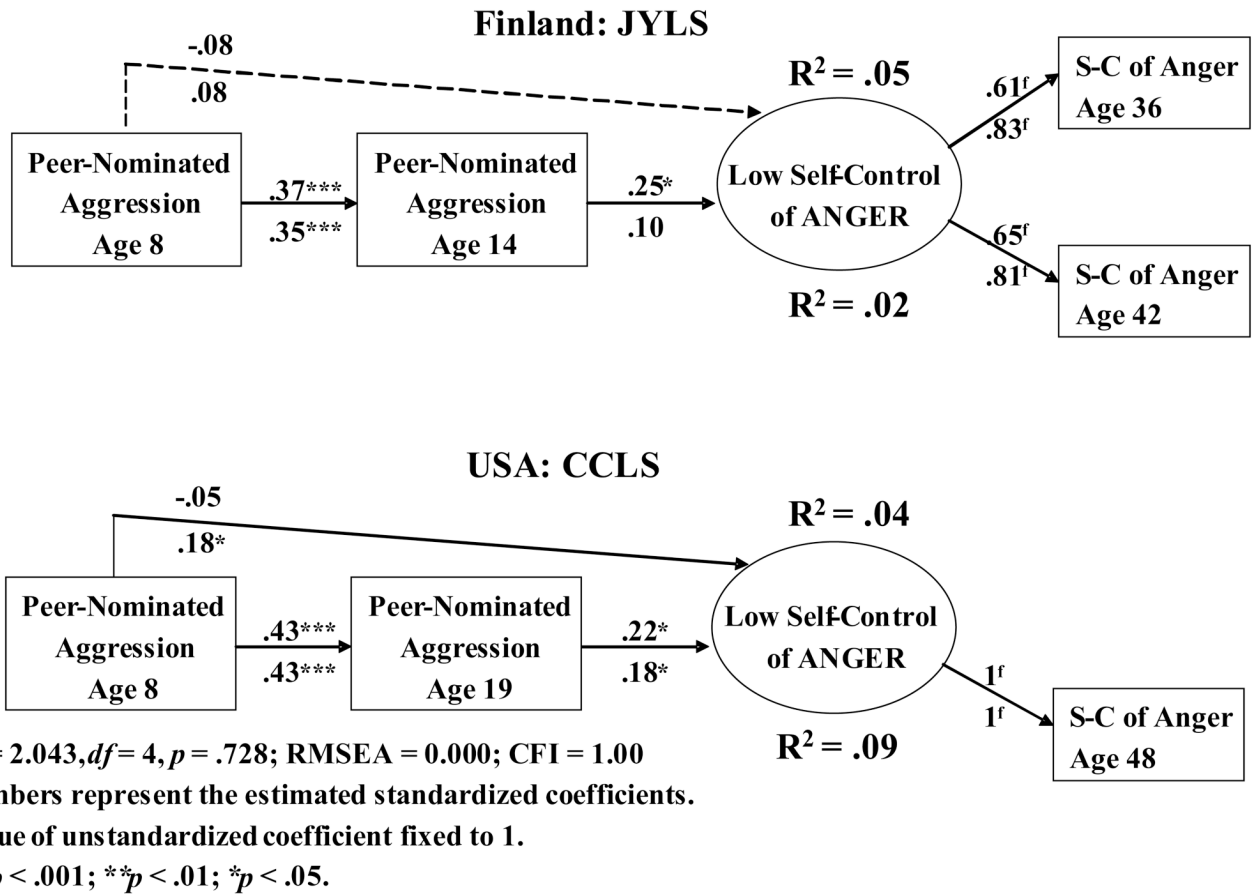 Finland: JYLS
-.08
.08
R² = .05
S-C of Anger
Age 36
.61ᶠ
.83ᶠ
Peer-Nominated
Aggression
Age 8
.37***
.35***
Peer-Nominated
Aggression
Age 14
.25*
.10
Low Self-Control
of ANGER
.65ᶠ
.81ᶠ
S-C of Anger
Age 42
R² = .02
USA: CCLS
-.05
.18*
R² = .04
Peer-Nominated
Aggression
Age 8
.43***
.43***
Peer-Nominated
Aggression
Age 19
.22*
.18*
Low Self-Control
of ANGER
1ᶠ
1ᶠ
S-C of Anger
Age 48
R² = .09
= 2.043, df = 4, p = .728; RMSEA = 0.000; CFI = 1.00
represent the estimated standardized coefficients.
of unstandardized coefficient fixed to 1.
< .001; **p < .01; *p < .05.